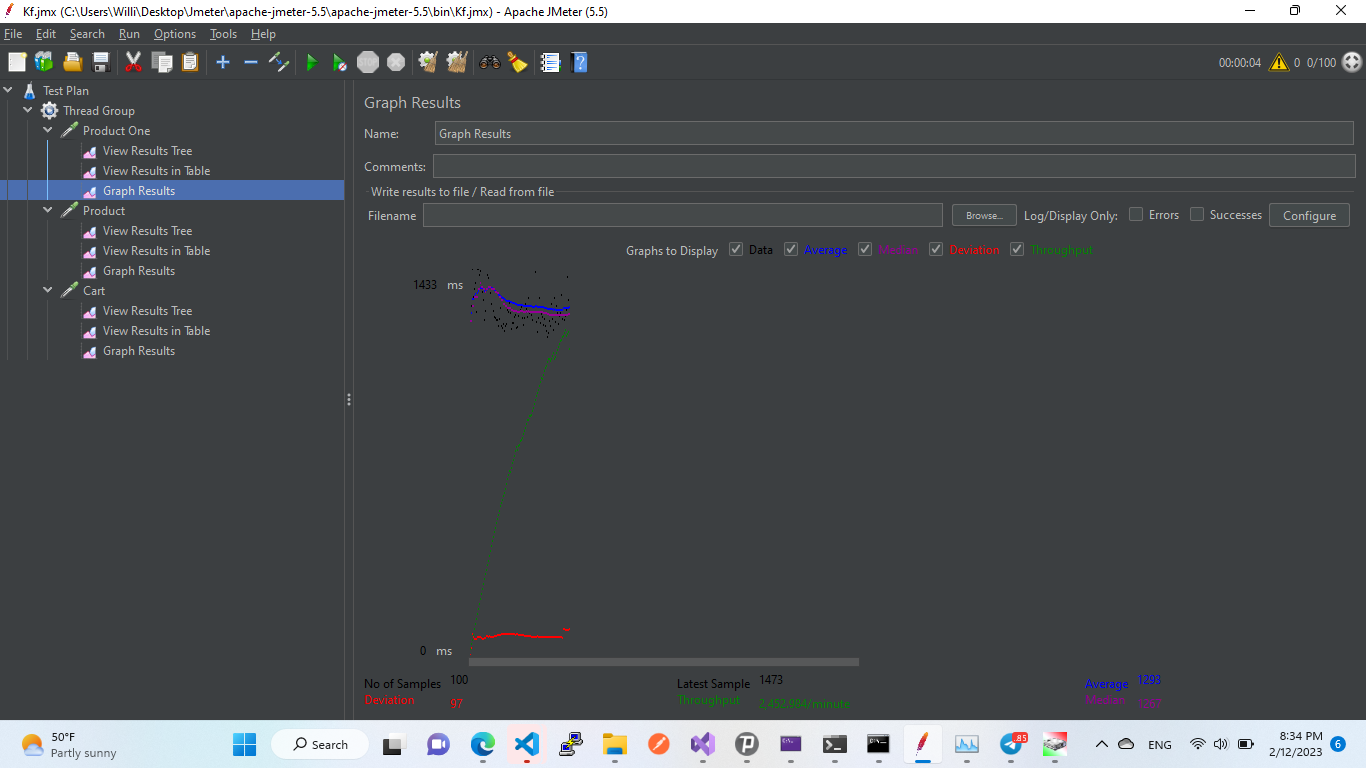 Kf.jmx (C:\Users\Willi\Desktop\Jmeter\apache-jmeter-5.5\apache-jmeter-5.5\bin\Kf.jmx) - Apache JMeter (5.5)
File Edit Search Run Options Tools Help
STOP 00:00:04 0 0/100
Test Plan
Thread Group
Product One
View Results Tree
View Results in Table
Graph Results
Product
View Results Tree
View Results in Table
Graph Results
Cart
View Results Tree
View Results in Table
Graph Results
Graph Results
Name: Graph Results
Comments:
Write results to file / Read from file
Filename Browse... Log/Display Only: Errors Successes Configure
Graphs to Display Data Average Median Deviation Throughput
1433 ms
0 ms
No of Samples 100 Latest Sample 1473 Average 1293
Deviation 97 Throughput 2,452.984/minute Median
50°F
Partly sunny
Search
.85
ENG
8:34 PM
2/12/2023
6